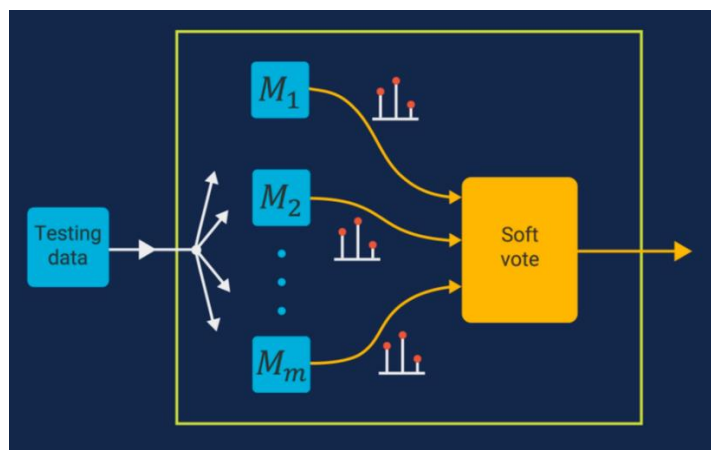 M₁
M₂
Testing
data
Soft
vote
Mₘ